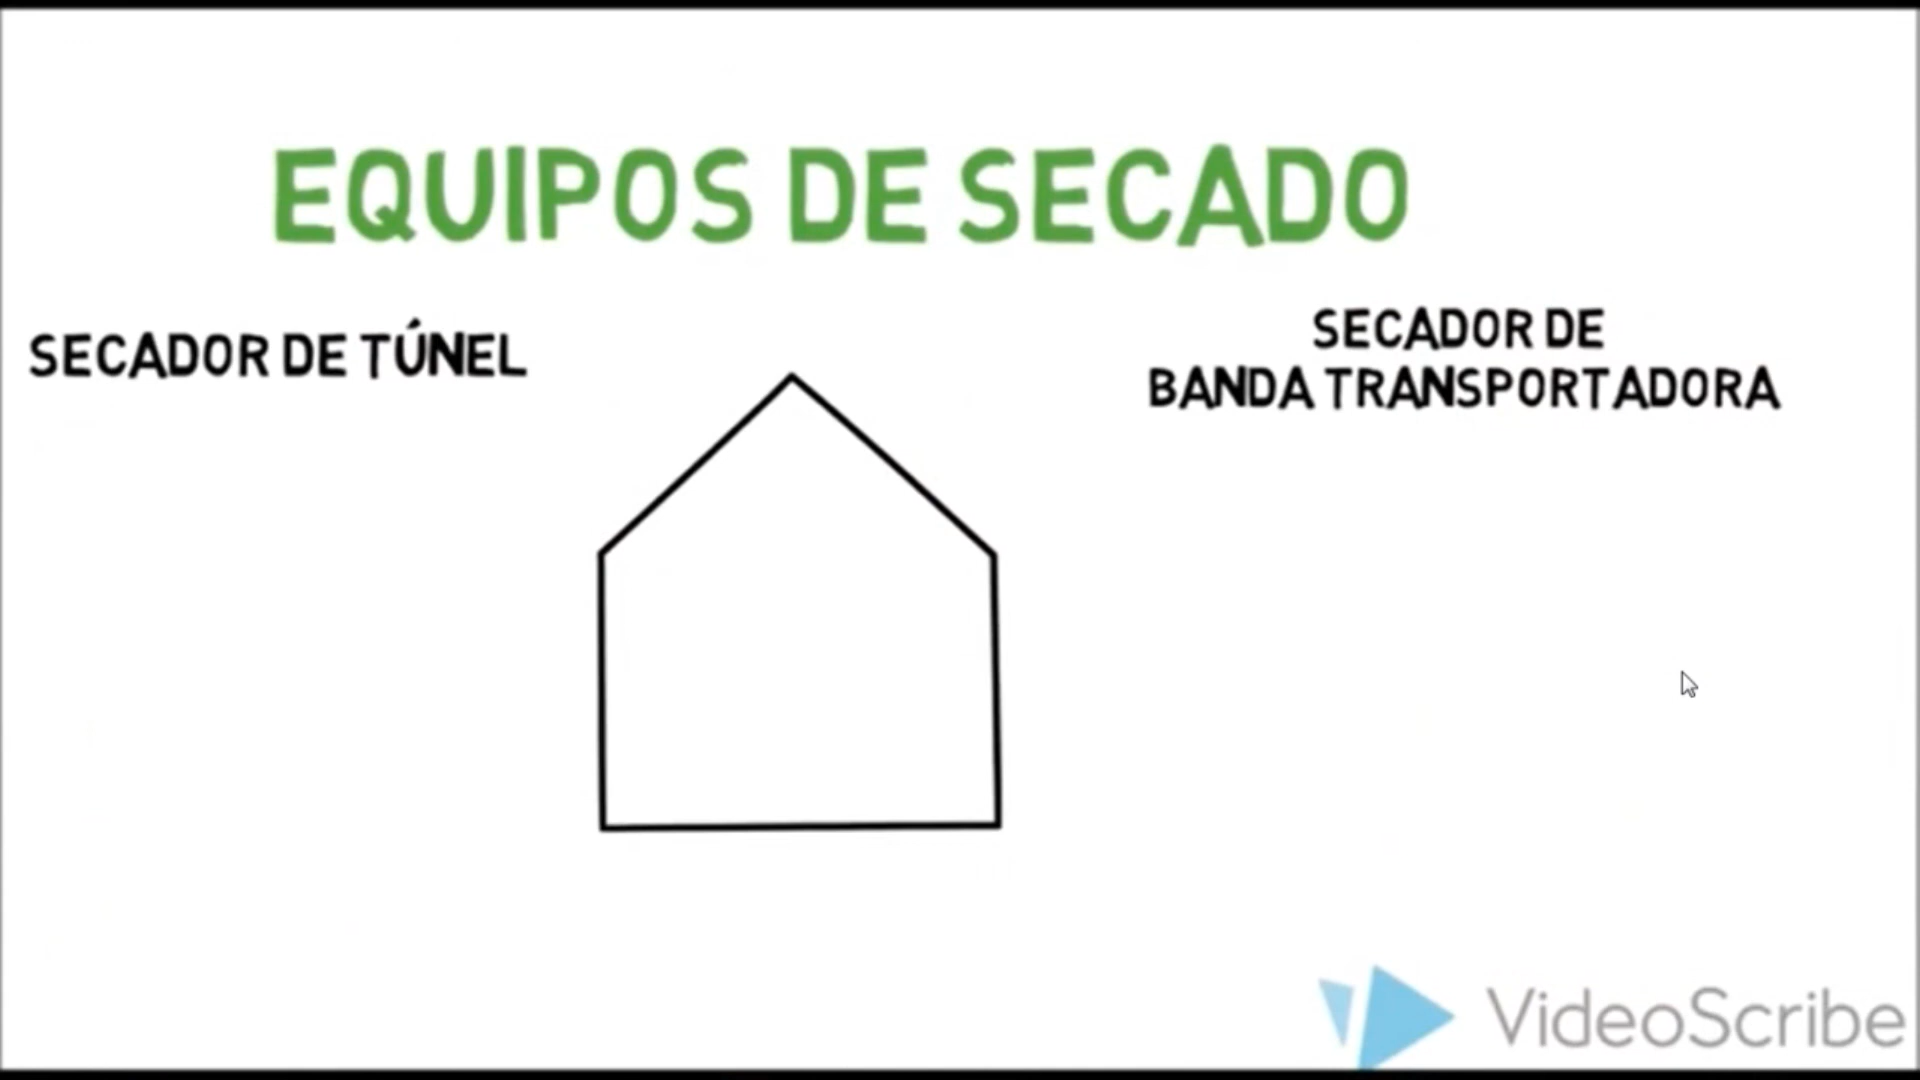 EQUIPOS DE SECADO
SECADOR DE TÚNEL
SECADOR DE
BANDA TRANSPORTADORA
VideoScribe